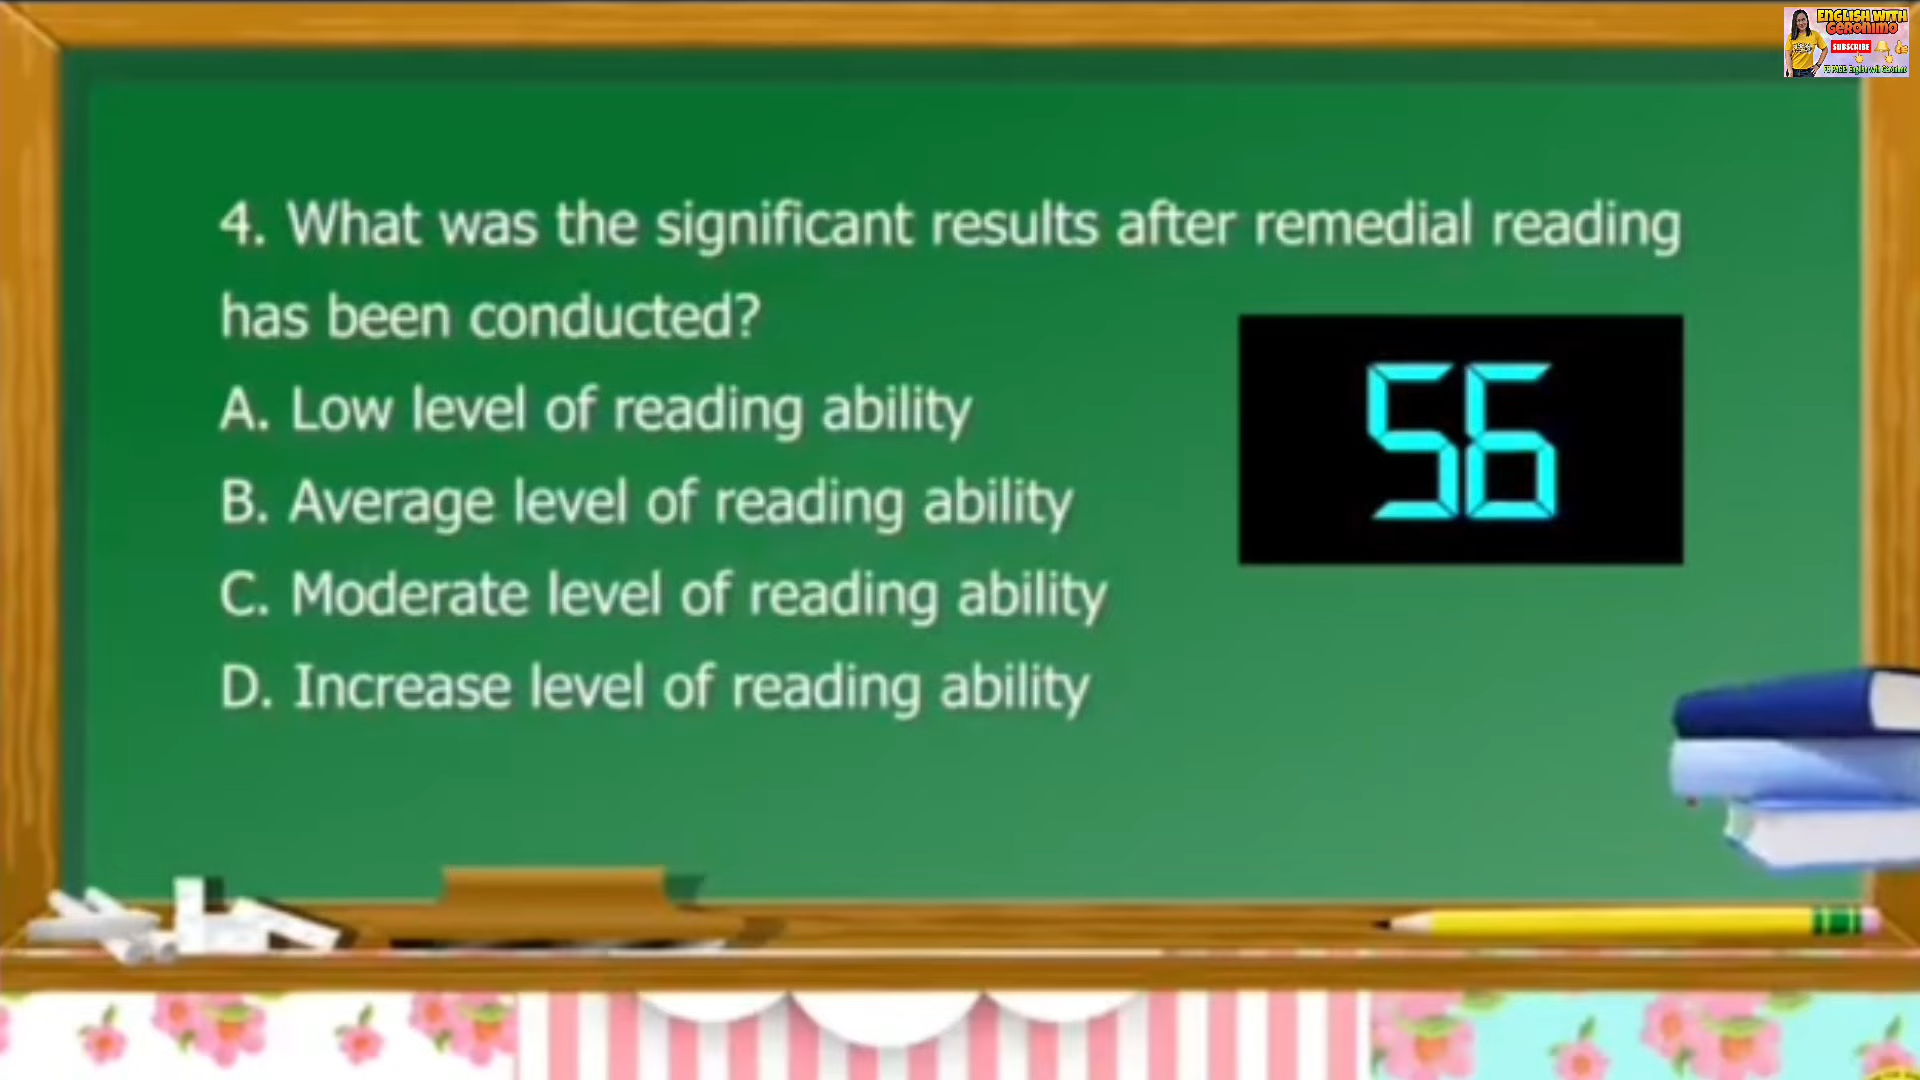 ENGLISH WITH
GERONIMO
SUBSCRIBE
4. What was the significant results after remedial reading
has been conducted?
A. Low level of reading ability
B. Average level of reading ability
C. Moderate level of reading ability
D. Increase level of reading ability
56